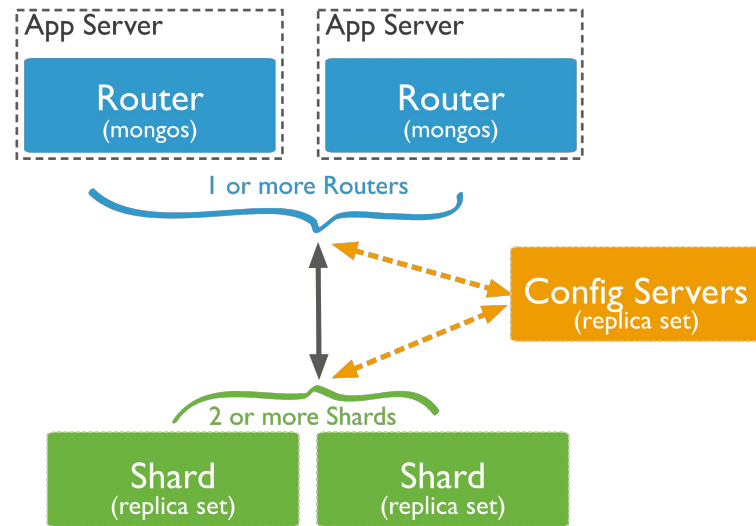 App Server
App Server
Router
(mongos)
Router
(mongos)
1 or more Routers
Config Servers
(replica set)
2 or more Shards
Shard
(replica set)
Shard
(replica set)